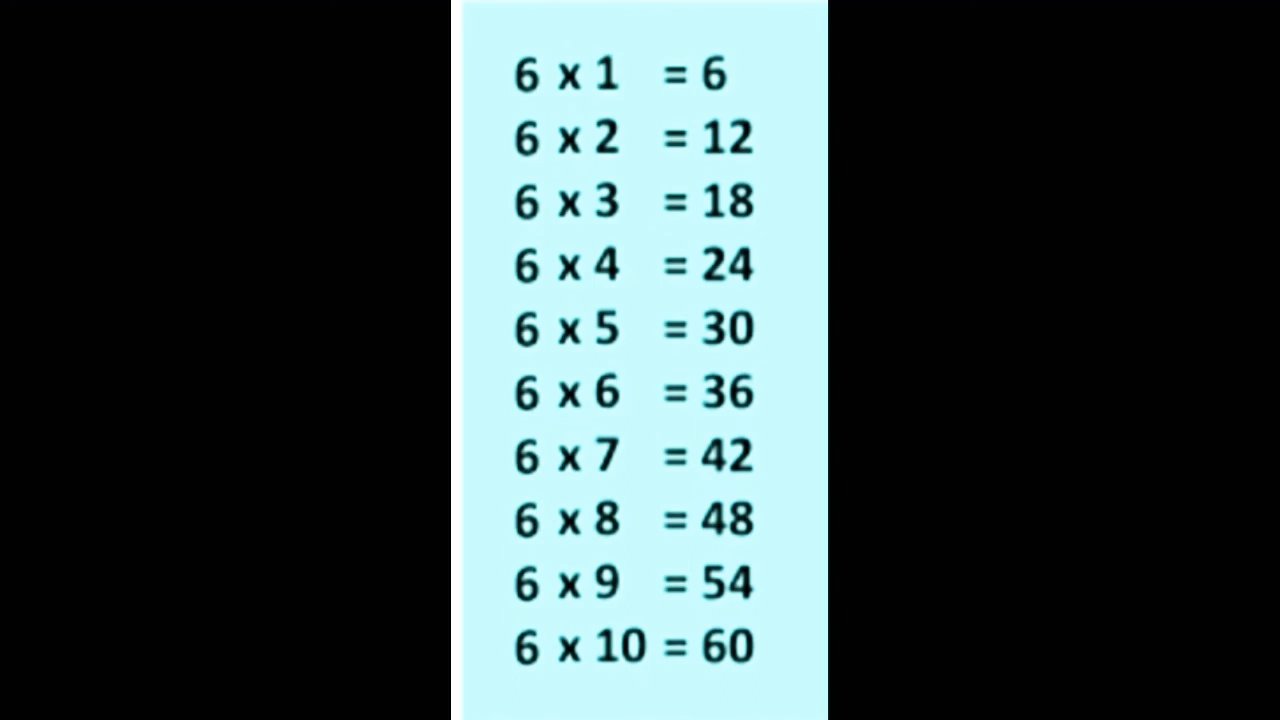 6 x 1 = 6
6 x 2 = 12
6 x 3 = 18
6 x 4 = 24
6 x 5 = 30
6 x 6 = 36
6 x 7 = 42
6 x 8 = 48
6 x 9 = 54
6 x 10 = 60